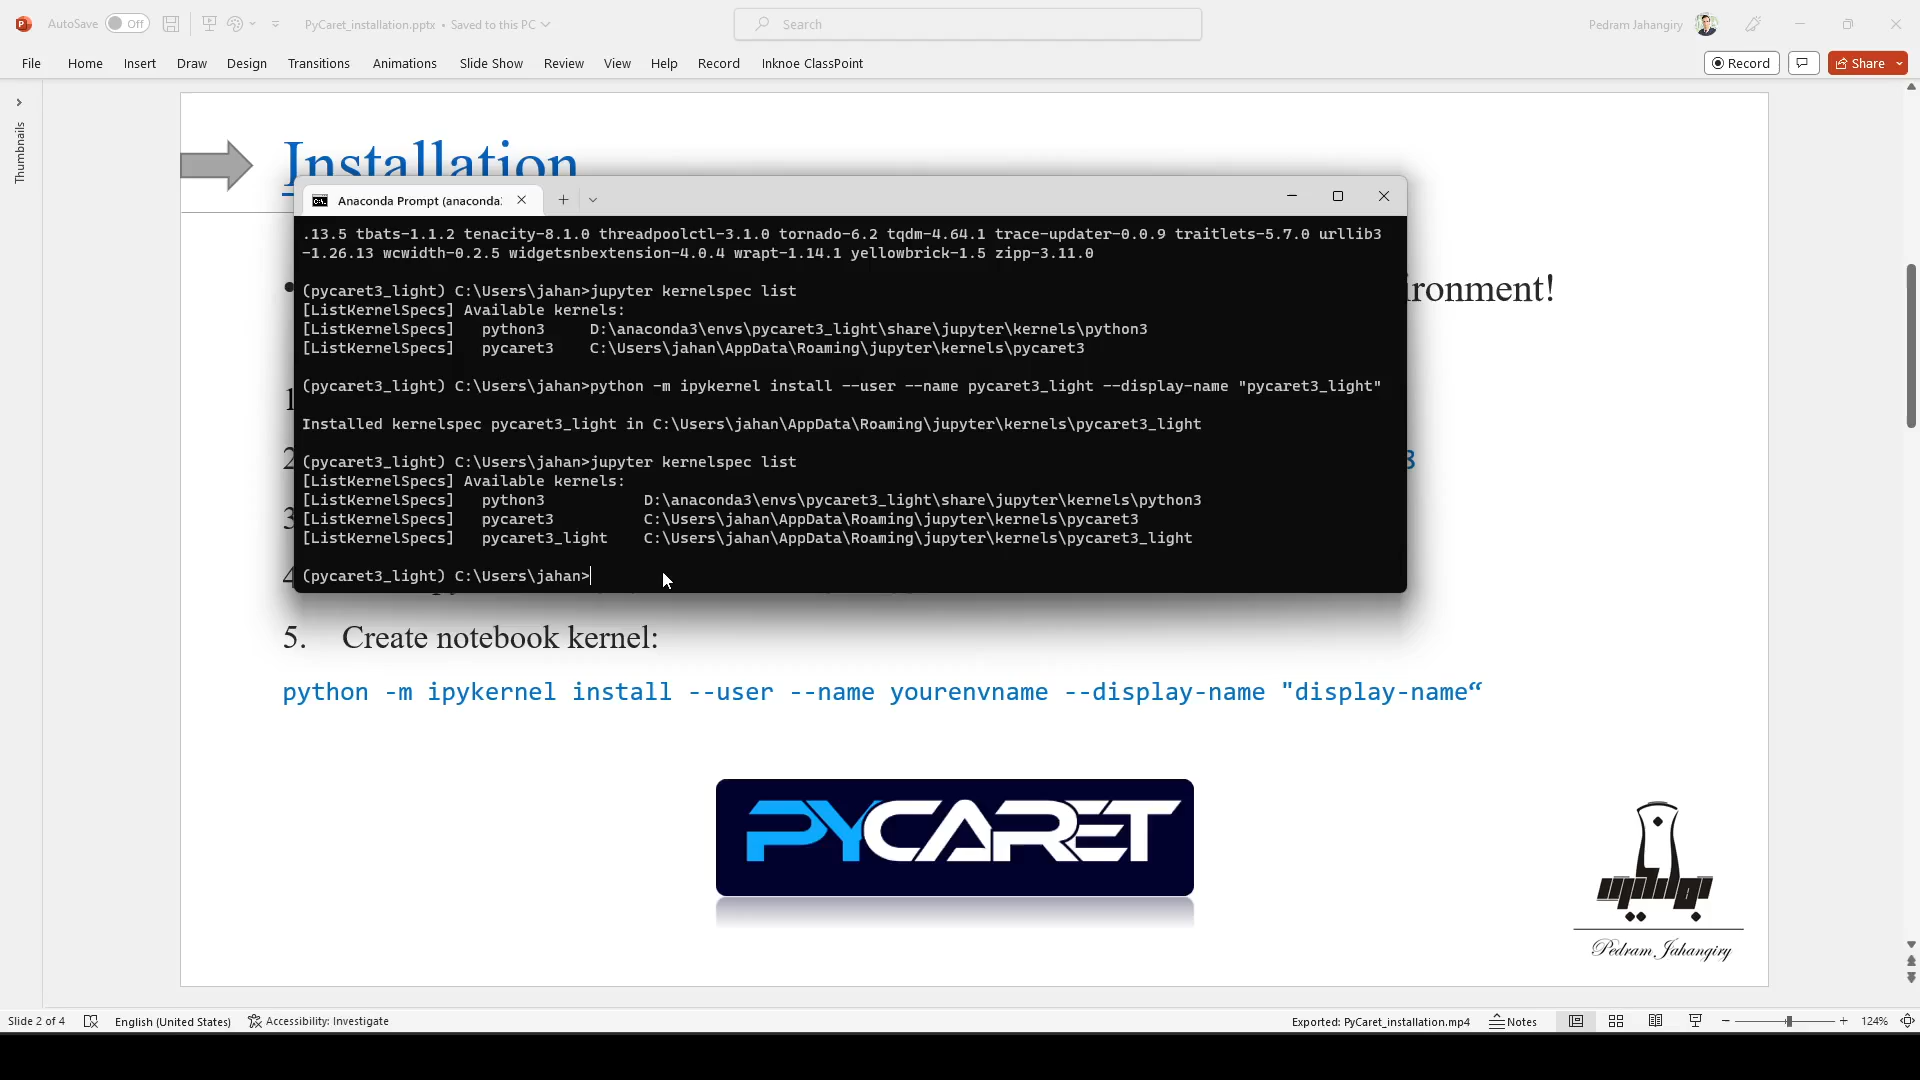 AutoSave Off PyCaret_installation.pptx • Saved to this PC Search Pedram Jahangiry
File Home Insert Draw Design Transitions Animations Slide Show Review View Help Record Inknoe ClassPoint Record Share
Thumbnails
Installation
Anaconda Prompt (anaconda:
.13.5 tbats-1.1.2 tenacity-8.1.0 threadpoolctl-3.1.0 tornado-6.2 tqdm-4.64.1 trace-updater-0.0.9 traitlets-5.7.0 urllib3
-1.26.13 wcwidth-0.2.5 widgetsnbextension-4.0.4 wrapt-1.14.1 yellowbrick-1.5 zipp-3.11.0
(pycaret3_light) C:\Users\jahan>jupyter kernelspec list
[ListKernelSpecs] Available kernels:
[ListKernelSpecs] python3 D:\anaconda3\envs\pycaret3_light\share\jupyter\kernels\python3
[ListKernelSpecs] pycaret3 C:\Users\jahan\AppData\Roaming\jupyter\kernels\pycaret3
(pycaret3_light) C:\Users\jahan>python -m ipykernel install --user --name pycaret3_light --display-name "pycaret3_light"
Installed kernelspec pycaret3_light in C:\Users\jahan\AppData\Roaming\jupyter\kernels\pycaret3_light
(pycaret3_light) C:\Users\jahan>jupyter kernelspec list
[ListKernelSpecs] Available kernels:
[ListKernelSpecs] python3 D:\anaconda3\envs\pycaret3_light\share\jupyter\kernels\python3
[ListKernelSpecs] pycaret3 C:\Users\jahan\AppData\Roaming\jupyter\kernels\pycaret3
[ListKernelSpecs] pycaret3_light C:\Users\jahan\AppData\Roaming\jupyter\kernels\pycaret3_light
(pycaret3_light) C:\Users\jahan>
ironment!
1
2 8
3
4
5. Create notebook kernel:
python -m ipykernel install --user --name yourenvname --display-name "display-name“
PYCARET
Pedram Jahangiry
Slide 2 of 4 English (United States) Accessibility: Investigate Exported: PyCaret_installation.mp4 Notes 124%